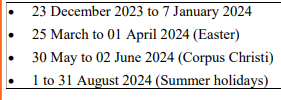 • 23 December 2023 to 7 January 2024
• 25 March to 01 April 2024 (Easter)
• 30 May to 02 June 2024 (Corpus Christi)
• 1 to 31 August 2024 (Summer holidays)